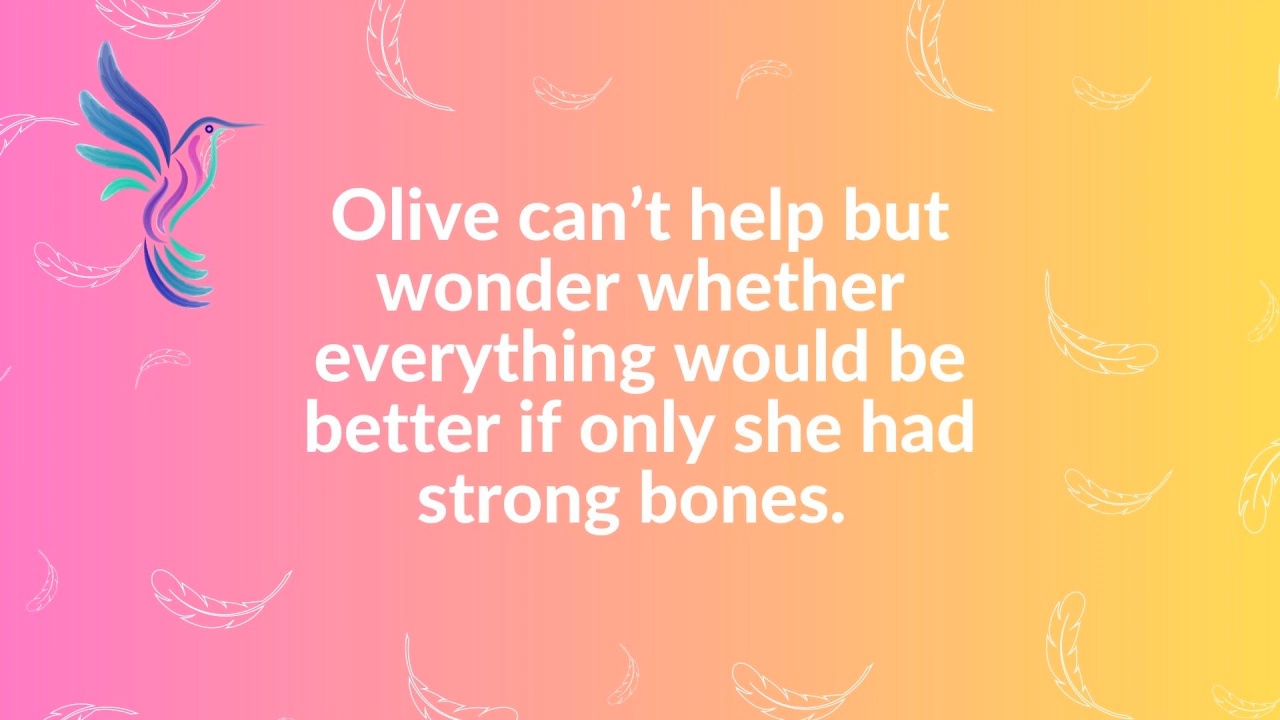 Olive can’t help but
wonder whether
everything would be
better if only she had
strong bones.